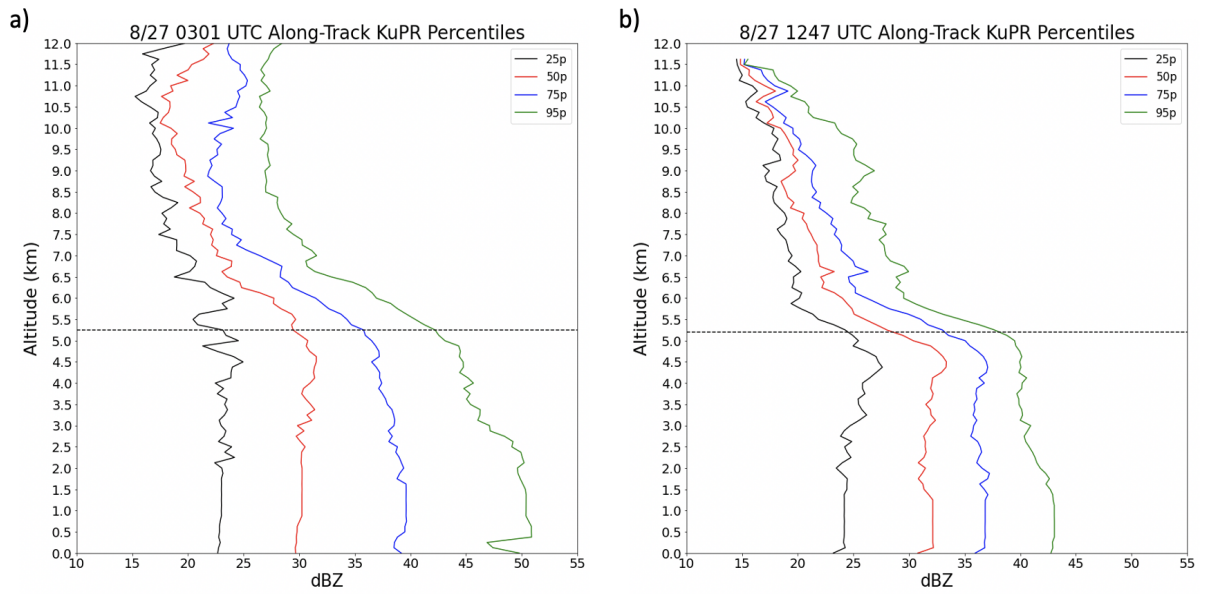 a)
8/27 0301 UTC Along-Track KuPR Percentiles
12.0
11.5
11.0
10.5
10.0
9.5
9.0
8.5
8.0
7.5
7.0
6.5
6.0
5.5
5.0
4.5
4.0
3.5
3.0
2.5
2.0
1.5
1.0
0.5
0.0
Altitude (km)
25p
50p
75p
95p
10 15 20 25 30 35 40 45 50 55
dBZ
b)
8/27 1247 UTC Along-Track KuPR Percentiles
12.0
11.5
11.0
10.5
10.0
9.5
9.0
8.5
8.0
7.5
7.0
6.5
6.0
5.5
5.0
4.5
4.0
3.5
3.0
2.5
2.0
1.5
1.0
0.5
0.0
Altitude (km)
25p
50p
75p
95p
10 15 20 25 30 35 40 45 50 55
dBZ